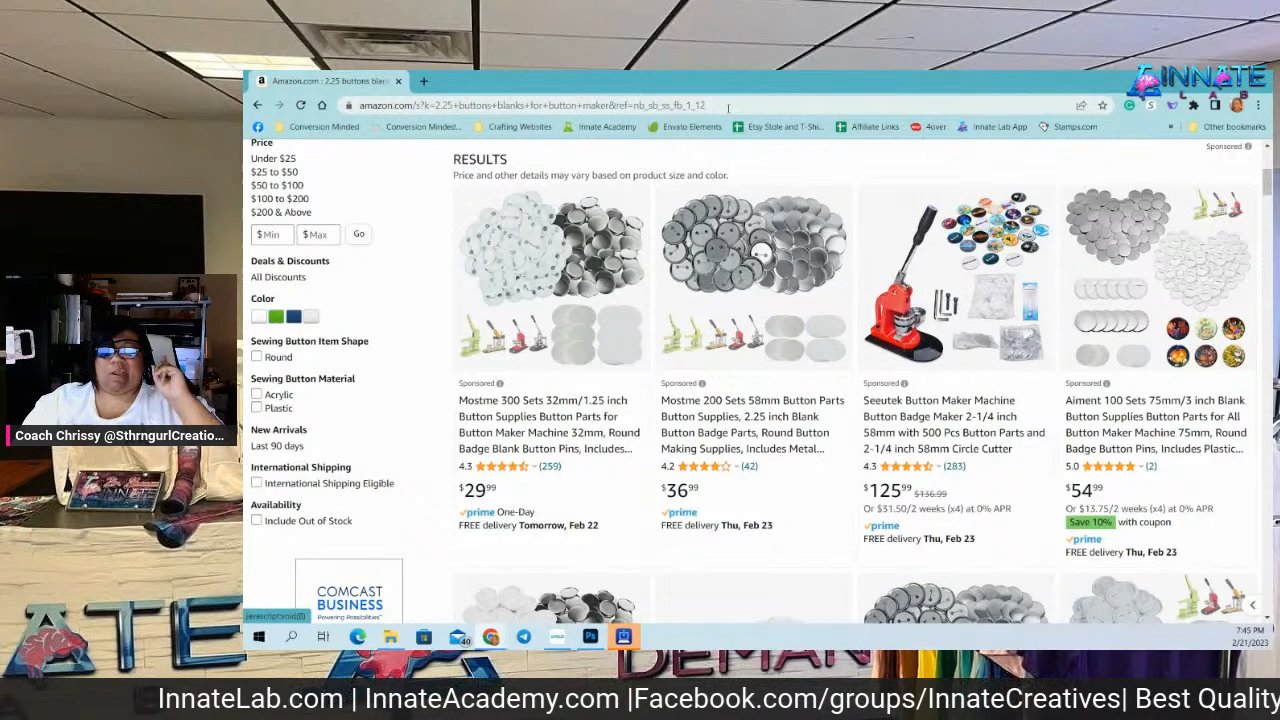 Amazon.com : 2.25 buttons blan
INNATE
LAB
amazon.com/s?k=2.25+buttons+blanks+for+button+maker&ref=nb_sb_ss_fb_1_12
Conversion Minded
Conversion Minded...
Crafting Websites
Innate Academy
Envato Elements
Etsy Stole and T-Shi...
Affiliate Links
4over
Innate Lab App
Stamps.com
»
Other bookmarks
Price
Under $25
$25 to $50
$50 to $100
$100 to $200
$200 & Above
$ Min
$ Max
Go
Deals & Discounts
All Discounts
Color
Sewing Button Item Shape
Round
Sewing Button Material
Acrylic
Plastic
New Arrivals
Last 90 days
International Shipping
International Shipping Eligible
Availability
Include Out of Stock
COMCAST
BUSINESS
Powering Possibilities
javascript:void(0)
Sponsored
RESULTS
Price and other details may vary based on product size and color.
Sponsored
Mostme 300 Sets 32mm/1.25 inch
Button Supplies Button Parts for
Button Maker Machine 32mm, Round
Badge Blank Button Pins, Includes...
4.3 (259)
$29.99
prime One-Day
FREE delivery Tomorrow, Feb 22
Sponsored
Mostme 200 Sets 58mm Button Parts
Button Supplies, 2.25 inch Blank
Button Badge Parts, Round Button
Making Supplies, Includes Metal...
4.2 (42)
$36.99
prime
FREE delivery Thu, Feb 23
Sponsored
Seeutek Button Maker Machine
Button Badge Maker 2-1/4 inch
58mm with 500 Pcs Button Parts and
2-1/4 inch 58mm Circle Cutter
4.3 (283)
$125.99 $136.99
Or $31.50/2 weeks (x4) at 0% APR
prime
FREE delivery Thu, Feb 23
Sponsored
Aiment 100 Sets 75mm/3 inch Blank
Button Supplies Button Parts for All
Button Maker Machine 75mm, Round
Badge Button Pins, Includes Plastic...
5.0 (2)
$54.99
Or $13.75/2 weeks (x4) at 0% APR
Save 10% with coupon
prime
FREE delivery Thu, Feb 23
Coach Chrissy @SthrngurlCreatio...
40
Ps
7:45 PM
2/21/2023
ATE
DEMAN
InnateLab.com | InnateAcademy.com |Facebook.com/groups/InnateCreatives| Best Quality